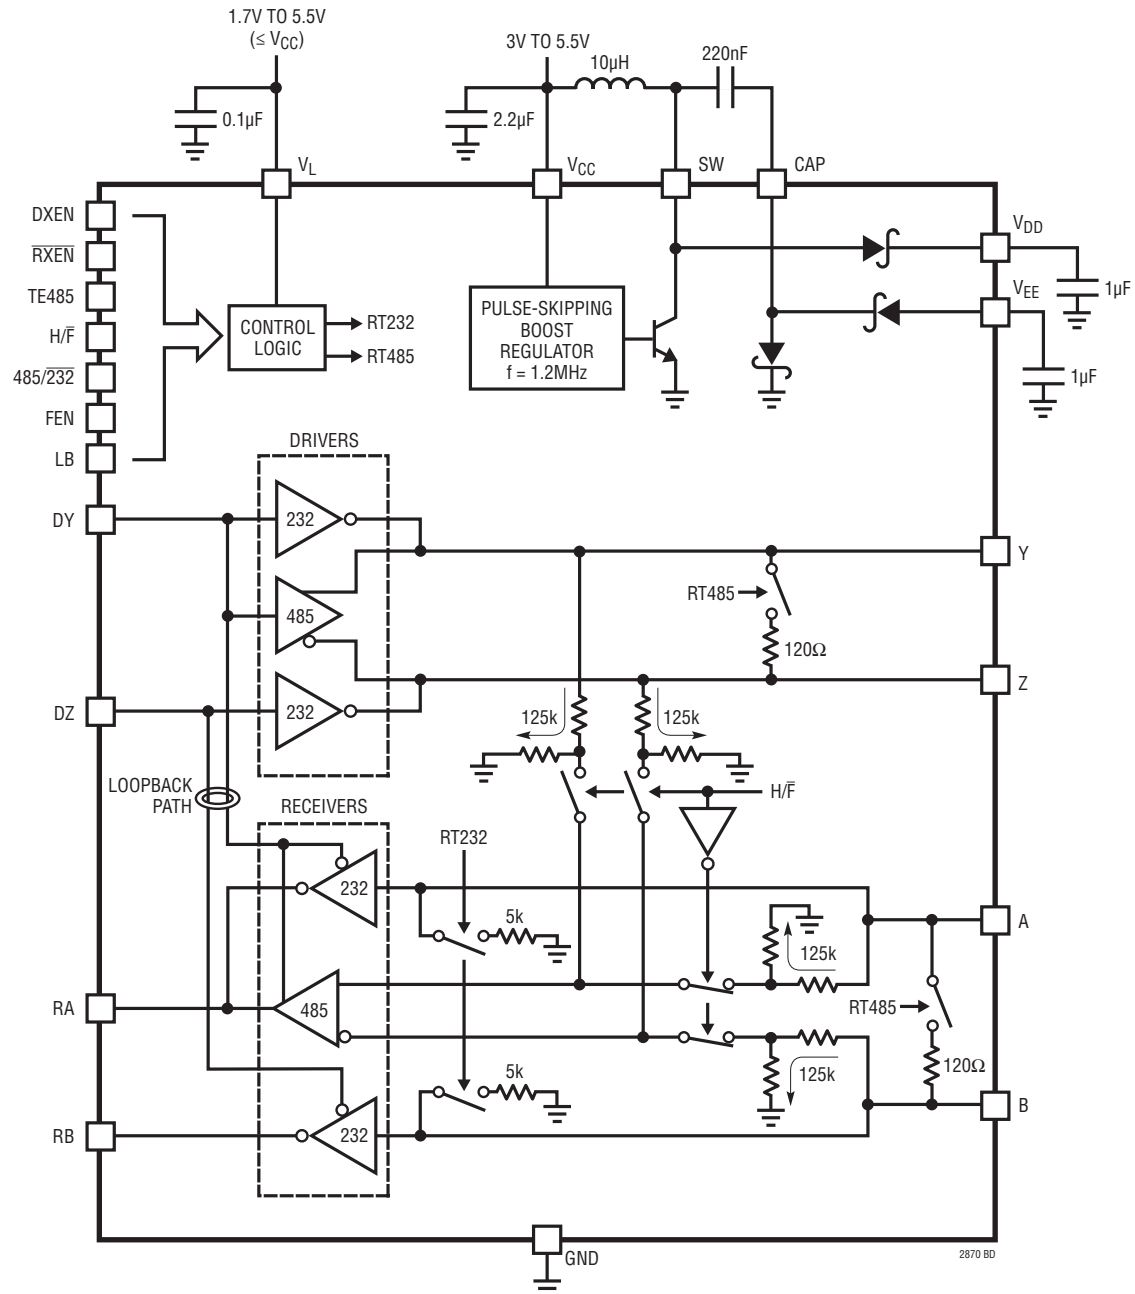 1.7V TO 5.5V
(≤ VCC)
3V TO 5.5V
10µH
220nF
0.1µF
2.2µF
VL
VCC
SW
CAP
DXEN
RXEN
TE485
H/F
485/232
FEN
LB
CONTROL
LOGIC
RT232
RT485
PULSE-SKIPPING
BOOST
REGULATOR
f = 1.2MHz
VDD
1µF
VEE
1µF
DRIVERS
DY
232
485
232
DZ
Y
RT485
120Ω
Z
125k
125k
H/F
LOOPBACK
PATH
RECEIVERS
RT232
232
5k
A
125k
RA
485
RT485
120Ω
5k
125k
B
RB
232
GND
2870 BD